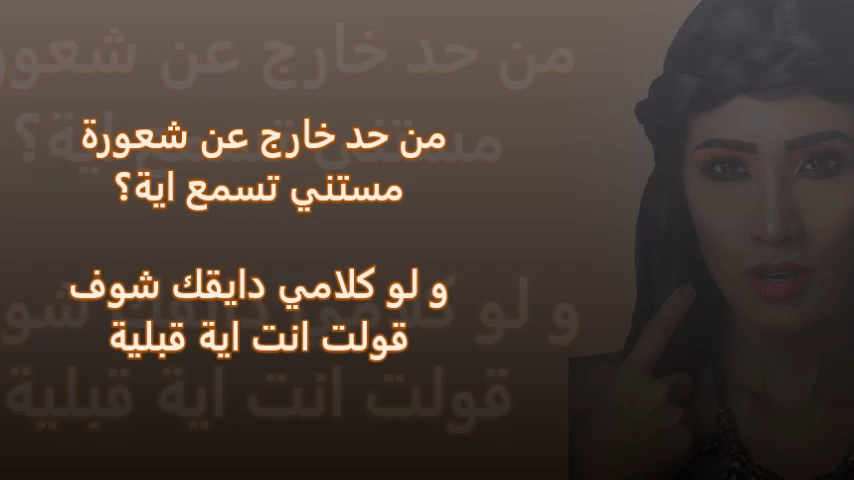 من حد خارج عن شعورة
مستني تسمع اية؟
و لو كلامي دايقك شوف
قولت انت اية قبلية